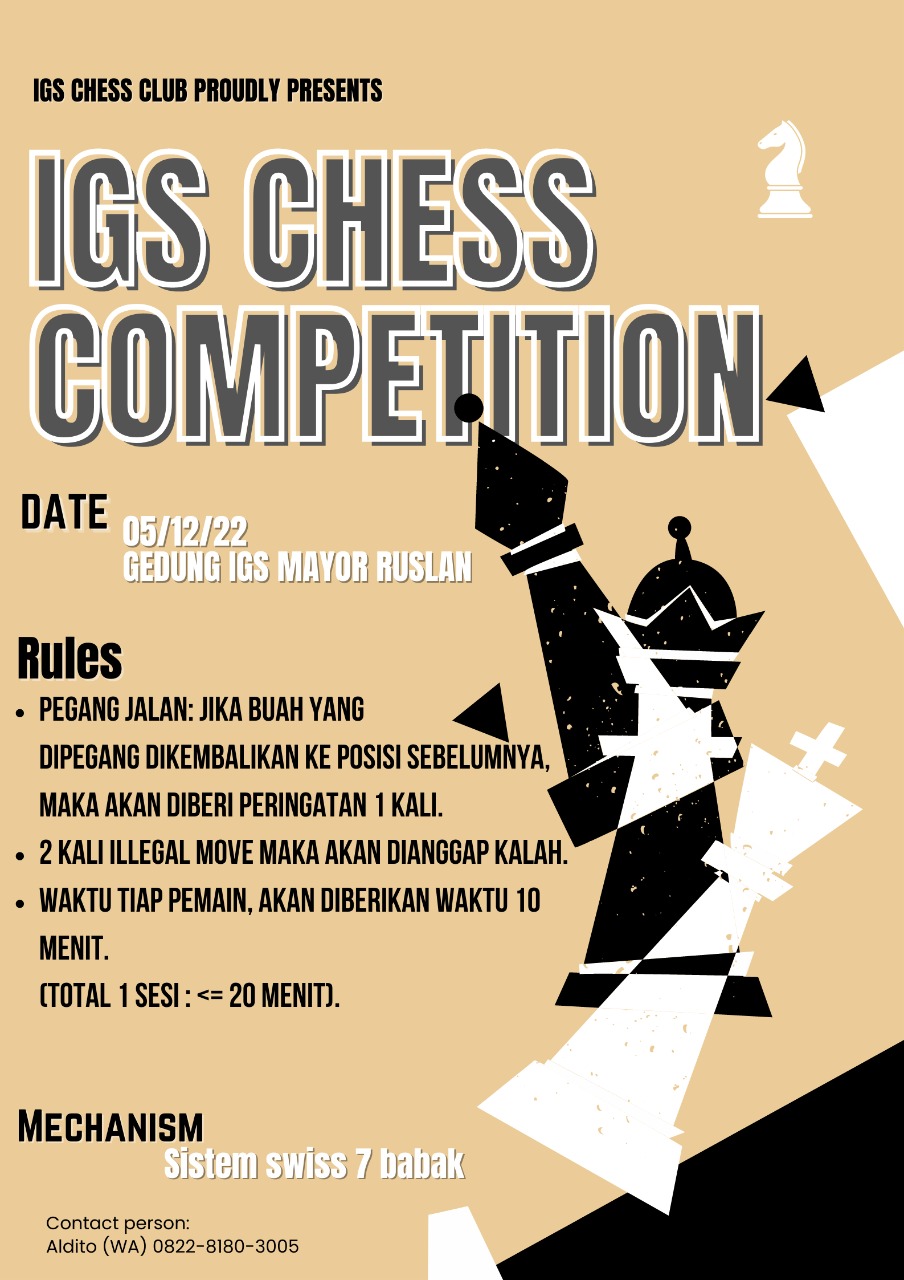 IGS CHESS CLUB PROUDLY PRESENTS
IGS CHESS
COMPETITION
DATE
05/12/22
GEDUNG IGS MAYOR RUSLAN
Rules
• PEGANG JALAN: JIKA BUAH YANG
DIPEGANG DIKEMBALIKAN KE POSISI SEBELUMNYA,
MAKA AKAN DIBERI PERINGATAN 1 KALI.
• 2 KALI ILLEGAL MOVE MAKA AKAN DIANGGAP KALAH.
• WAKTU TIAP PEMAIN, AKAN DIBERIKAN WAKTU 10
MENIT.
(TOTAL 1 SESI : <= 20 MENIT).
MECHANISM
Sistem swiss 7 babak
Contact person:
Aldito (WA) 0822-8180-3005